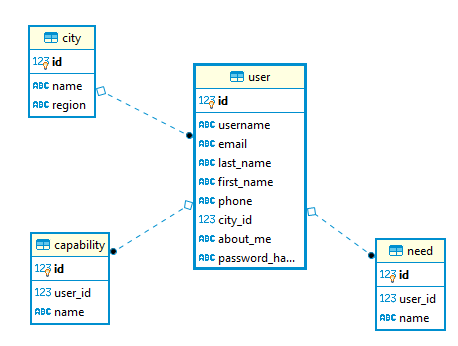 city
123 id
ABC name
ABC region
user
123 id
ABC username
ABC email
ABC last_name
ABC first_name
ABC phone
123 city_id
ABC about_me
ABC password_ha...
capability
123 id
123 user_id
ABC name
need
123 id
123 user_id
ABC name